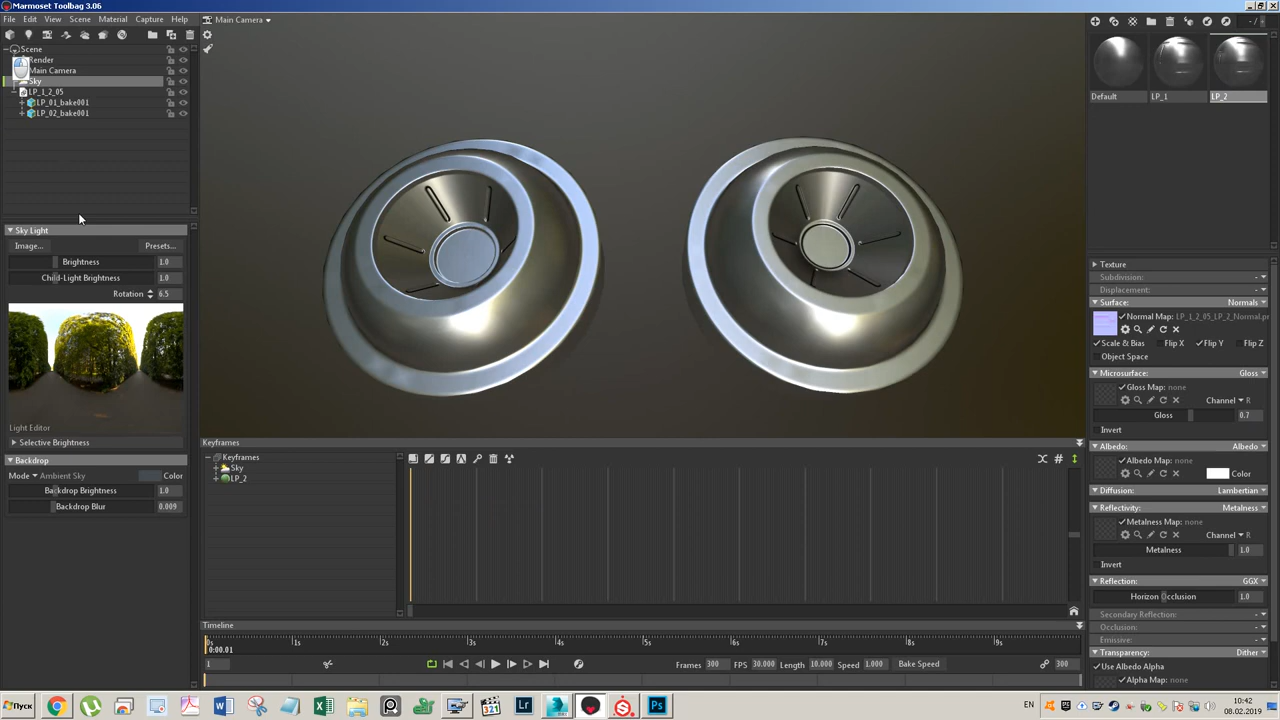 Marmoset Toolbag 3.06
File Edit View Scene Material Capture Help
Main Camera
- /
Scene
Render
Main Camera
Sky
LP_1_2_05
LP_01_bake001
LP_02_bake001
Default LP_1 LP_2
Sky Light
Image... Presets...
Brightness 1.0
Child-Light Brightness 1.0
Rotation 6.5
Light Editor
Selective Brightness
Backdrop
Mode Ambient Sky Color
Backdrop Brightness 1.0
Backdrop Blur 0.009
Keyframes
Keyframes
Sky
LP_2
Timeline
0s 1s 2s 3s 4s 5s 6s 7s 8s 9s
0:00.01
1 Frames 300 FPS 30.000 Length 10.000 Speed 1.000 Bake Speed 300
Texture
Subdivision: -
Displacement: -
Surface: Normals
Normal Map: LP_1_2_05_LP_2_Normal.pn
Scale & Bias Flip X Flip Y Flip Z
Object Space
Microsurface: Gloss
Gloss Map: none
Channel R
Gloss 0.7
Invert
Albedo: Albedo
Albedo Map: none
Color
Diffusion: Lambertian
Reflectivity: Metalness
Metalness Map: none
Channel R
Metalness 1.0
Invert
Reflection: GGX
Horizon Occlusion 1.0
Secondary Reflection: -
Occlusion: -
Emissive: -
Transparency: Dither
Use Albedo Alpha
Alpha Map: none
Пуск
EN
10:42
08.02.2019